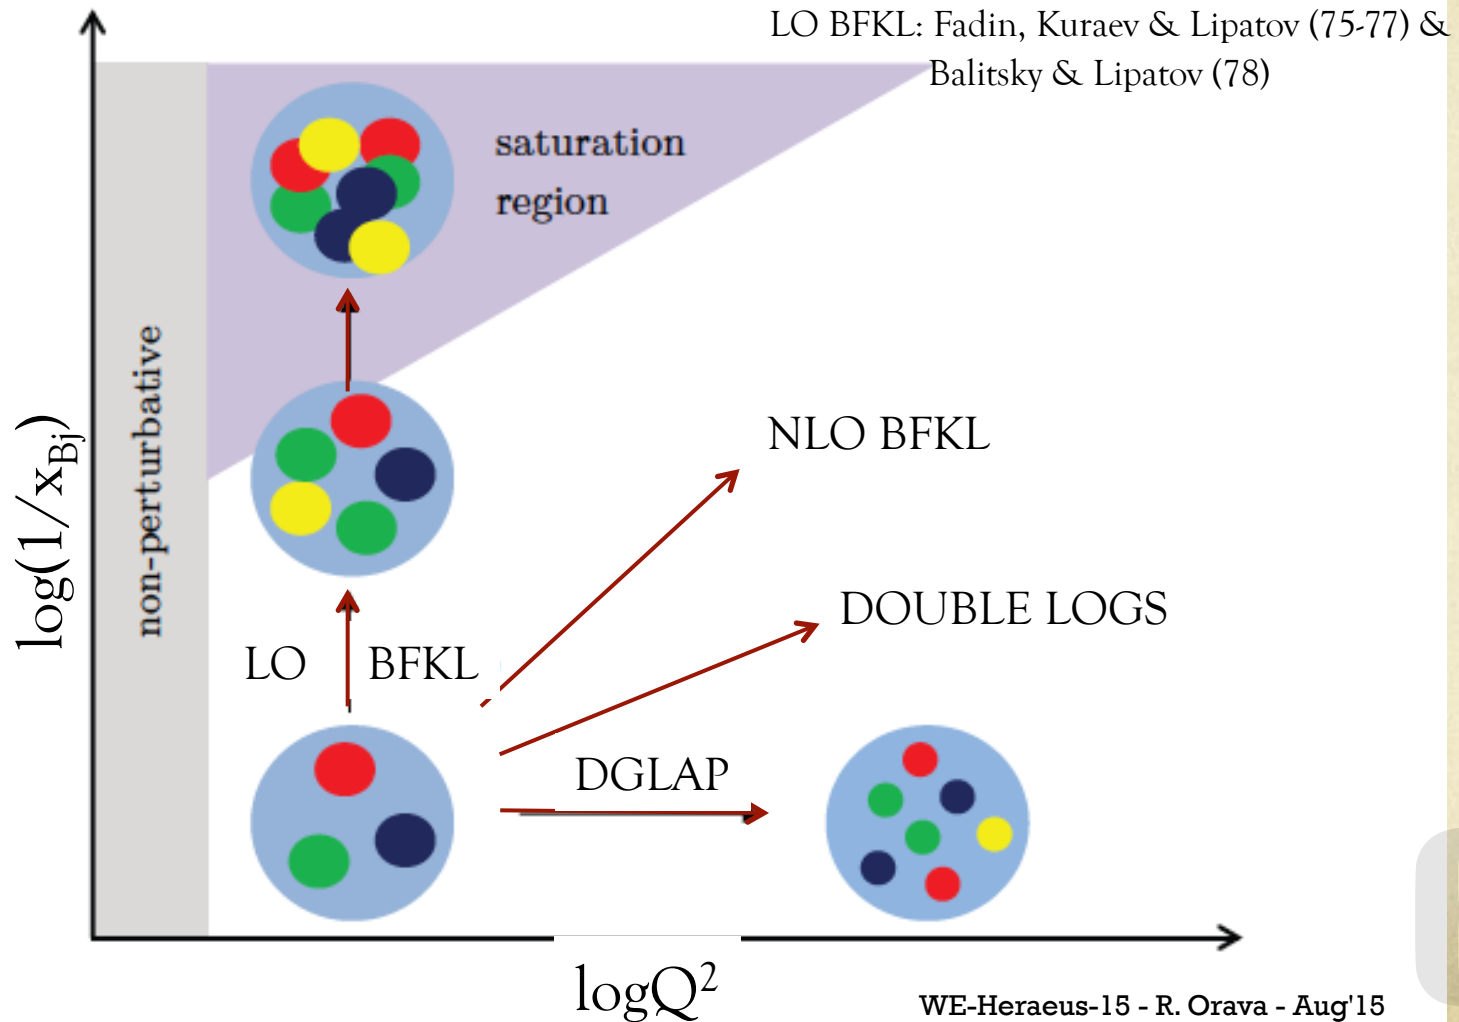 LO BFKL: Fadin, Kuraev & Lipatov (75-77) &
Balitsky & Lipatov (78)
saturation
region
non-perturbative
log(1/x_Bj)
NLO BFKL
DOUBLE LOGS
LO BFKL
DGLAP
logQ²
WE-Heraeus-15 - R. Orava - Aug'15